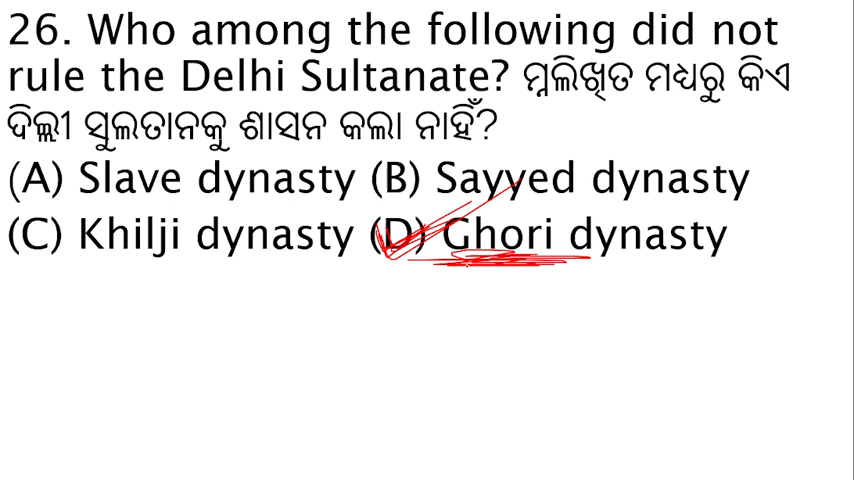 26. Who among the following did not
rule the Delhi Sultanate? ମ୍ନଲିଖିତ ମଧ୍ୟରୁ କିଏ
ଦିଲ୍ଲୀ ସୁଲତାନକୁ ଶାସନ କଲା ନାହିଁ?
(A) Slave dynasty (B) Sayyed dynasty
(C) Khilji dynasty (D) Ghori dynasty